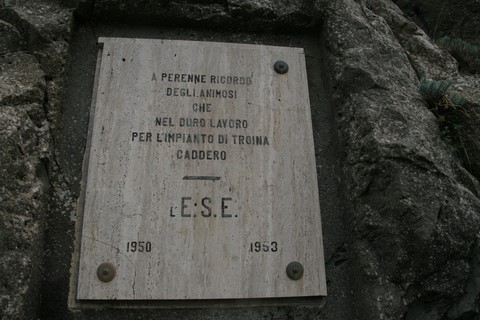 A PERENNE RICORDO
DEGLI ANIMOSI
CHE
NEL DURO LAVORO
PER L'IMPIANTO DI TROINA
CADDERO
L'E.S.E.
1950 1953